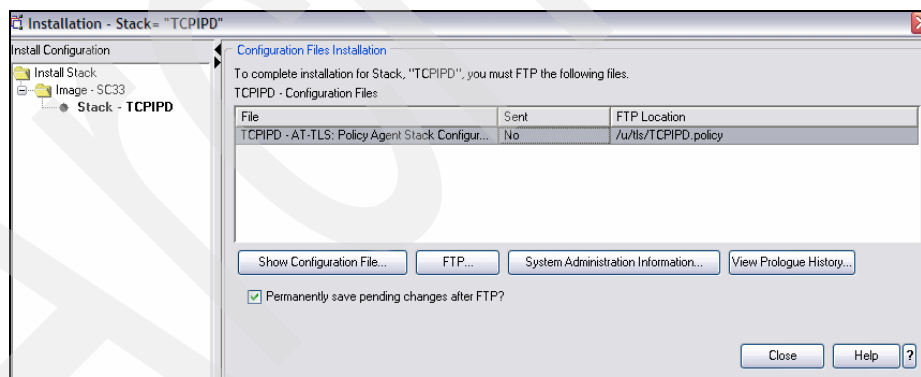 Installation - Stack= "TCPIPD"
Install Configuration
Install Stack
Image - SC33
Stack - TCPIPD
Configuration Files Installation
To complete installation for Stack, "TCPIPD", you must FTP the following files.
TCPIPD - Configuration Files
File Sent FTP Location
TCPIPD - AT-TLS: Policy Agent Stack Configur... No /u/tls/TCPIPD.policy
Show Configuration File... FTP... System Administration Information... View Prologue History...
Permanently save pending changes after FTP?
Close Help ?